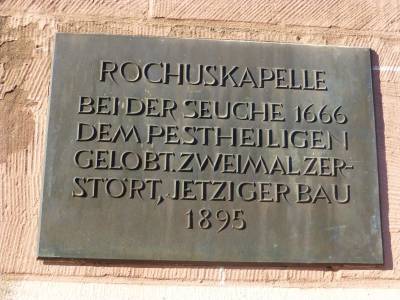 ROCHUSKAPELLE
BEI DER SEUCHE 1666
DEM PESTHEILIGEN
GELOBT. ZWEIMAL ZER-
STÖRT, JETZIGER BAU
1895